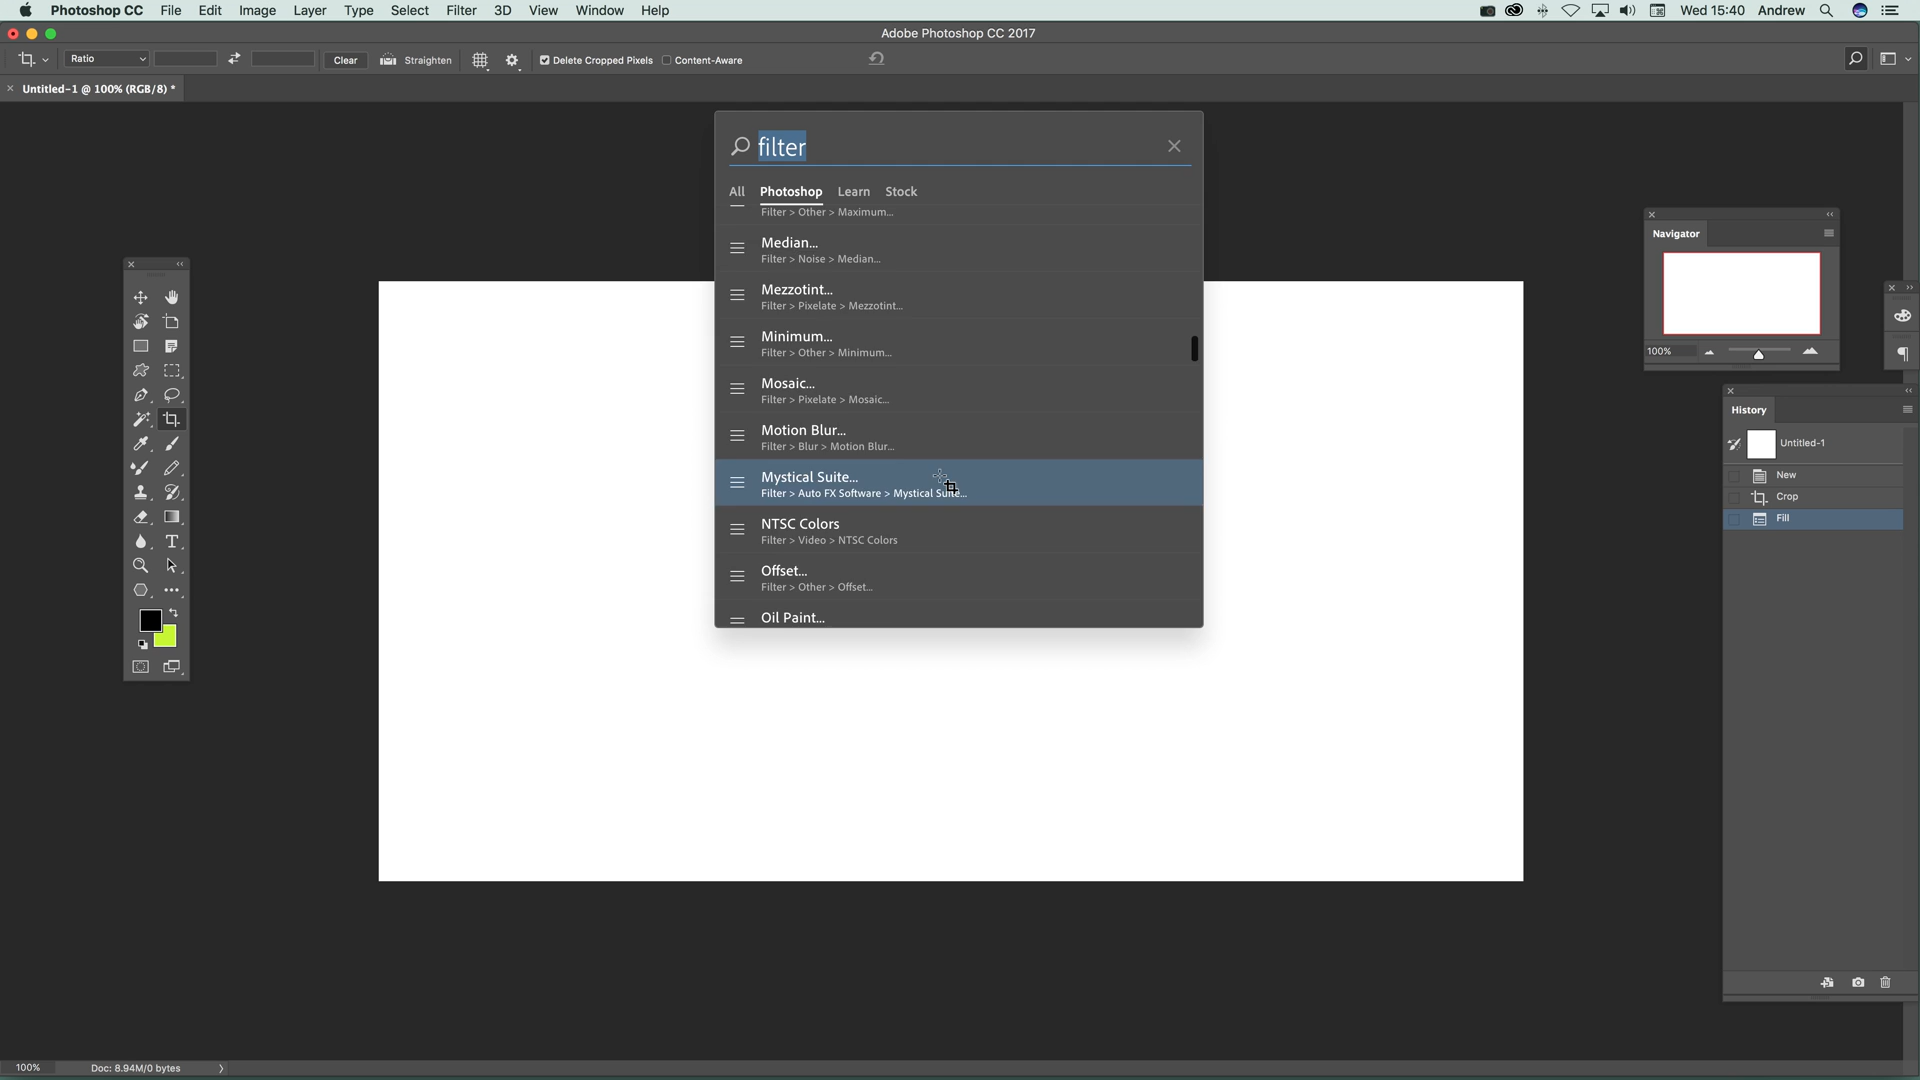 Photoshop CC File Edit Image Layer Type Select Filter 3D View Window Help Wed 15:40 Andrew
Adobe Photoshop CC 2017
Ratio Clear Straighten Delete Cropped Pixels Content-Aware
Untitled-1 @ 100% (RGB/8) *
filter
All Photoshop Learn Stock
Filter > Other > Maximum...
Median...
Filter > Noise > Median...
Mezzotint...
Filter > Pixelate > Mezzotint...
Minimum...
Filter > Other > Minimum...
Mosaic...
Filter > Pixelate > Mosaic...
Motion Blur...
Filter > Blur > Motion Blur...
Mystical Suite...
Filter > Auto FX Software > Mystical Suite...
NTSC Colors
Filter > Video > NTSC Colors
Offset...
Filter > Other > Offset...
Oil Paint...
Navigator
100%
History
Untitled-1
New
Crop
Fill
100% Doc: 8.94M/0 bytes